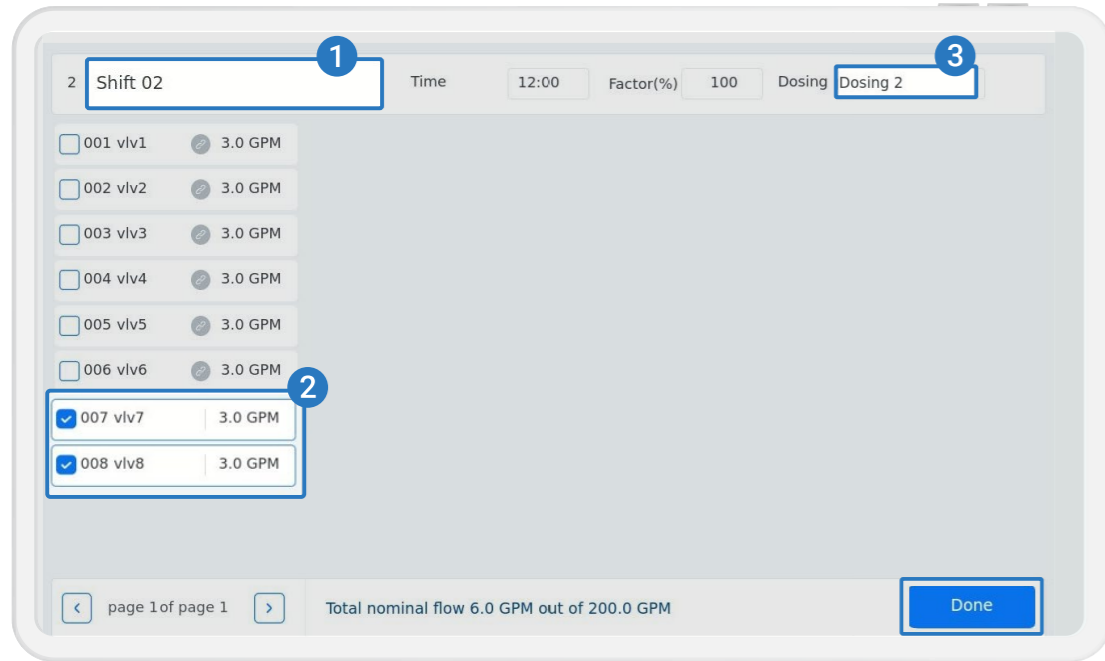 1
3
2 Shift 02 Time 12:00 Factor(%) 100 Dosing Dosing 2
001 vlv1 3.0 GPM
002 vlv2 3.0 GPM
003 vlv3 3.0 GPM
004 vlv4 3.0 GPM
005 vlv5 3.0 GPM
006 vlv6 3.0 GPM
2
007 vlv7 3.0 GPM
008 vlv8 3.0 GPM
< page 1of page 1 > Total nominal flow 6.0 GPM out of 200.0 GPM Done